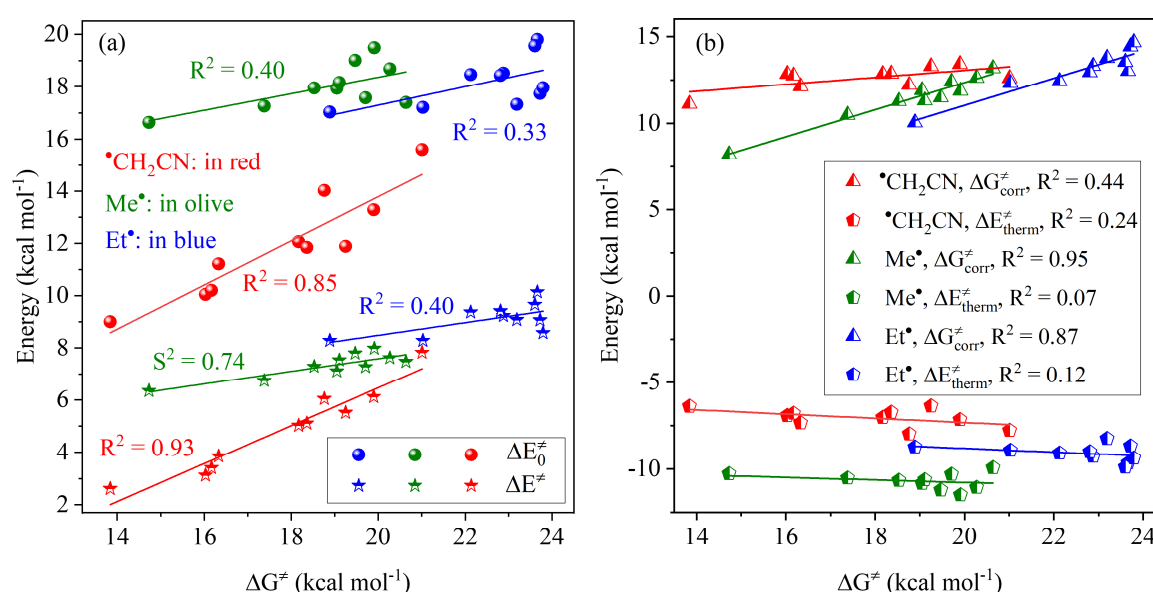 (a)
20
18
16
14
12
10
8
6
4
2
Energy (kcal mol⁻¹)
R² = 0.40
R² = 0.33
•CH₂CN: in red
Me•: in olive
Et•: in blue
R² = 0.85
R² = 0.40
S² = 0.74
R² = 0.93
ΔE₀≠
ΔE≠
14 16 18 20 22 24
ΔG≠ (kcal mol⁻¹)
(b)
15
10
5
0
-5
-10
Energy (kcal mol⁻¹)
•CH₂CN, ΔG≠corr, R² = 0.44
•CH₂CN, ΔE≠therm, R² = 0.24
Me•, ΔG≠corr, R² = 0.95
Me•, ΔE≠therm, R² = 0.07
Et•, ΔG≠corr, R² = 0.87
Et•, ΔE≠therm, R² = 0.12
14 16 18 20 22 24
ΔG≠ (kcal mol⁻¹)